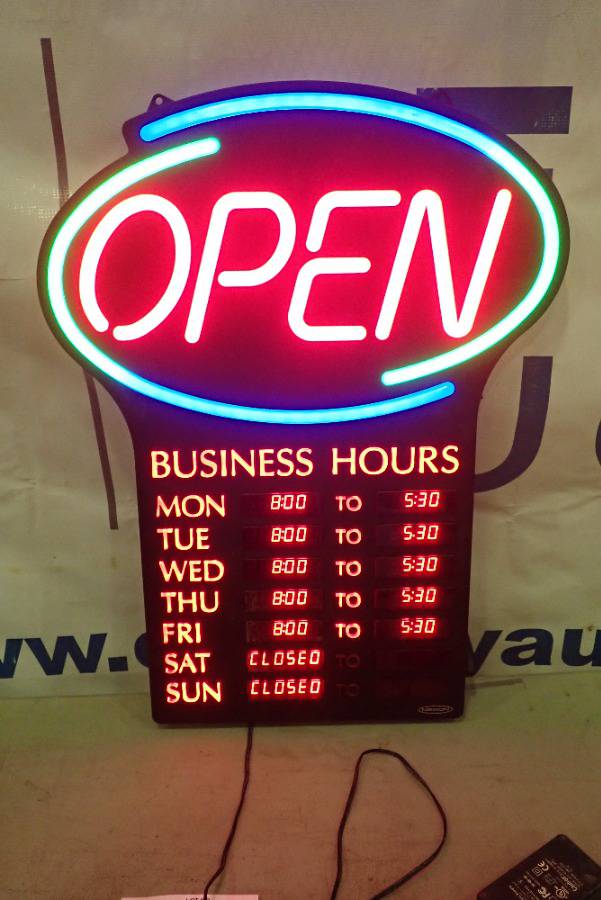 OPEN
BUSINESS HOURS
MON 8:00 TO 5:30
TUE 8:00 TO 5:30
WED 8:00 TO 5:30
THU 8:00 TO 5:30
FRI 8:00 TO 5:30
SAT CLOSED TO
SUN CLOSED TO